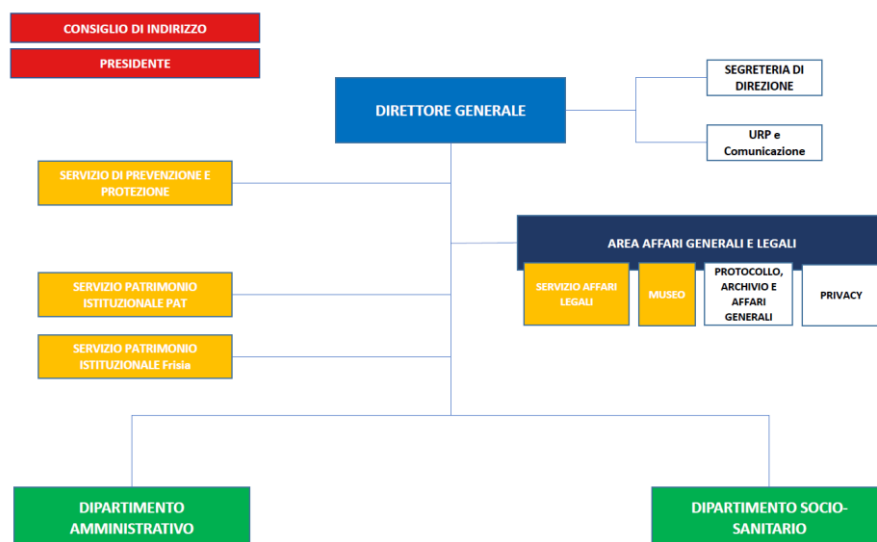 CONSIGLIO DI INDIRIZZO
PRESIDENTE
DIRETTORE GENERALE
SEGRETERIA DI
DIREZIONE
URP e
Comunicazione
SERVIZIO DI PREVENZIONE E
PROTEZIONE
AREA AFFARI GENERALI E LEGALI
SERVIZIO AFFARI
LEGALI
MUSEO
PROTOCOLLO,
ARCHIVIO E
AFFARI
GENERALI
PRIVACY
SERVIZIO PATRIMONIO
ISTITUZIONALE PAT
SERVIZIO PATRIMONIO
ISTITUZIONALE Frisia
DIPARTIMENTO
AMMINISTRATIVO
DIPARTIMENTO SOCIO-
SANITARIO